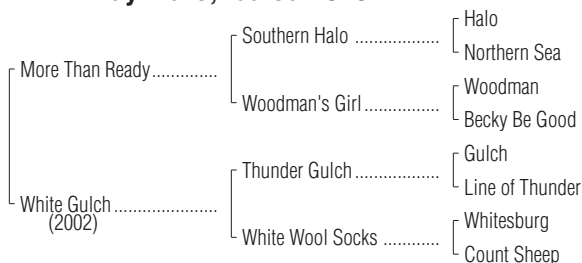 Halo
Southern Halo
Northern Sea
More Than Ready
Woodman
Woodman's Girl
Becky Be Good
Gulch
Thunder Gulch
Line of Thunder
White Gulch
(2002)
Whitesburg
White Wool Socks
Count Sheep